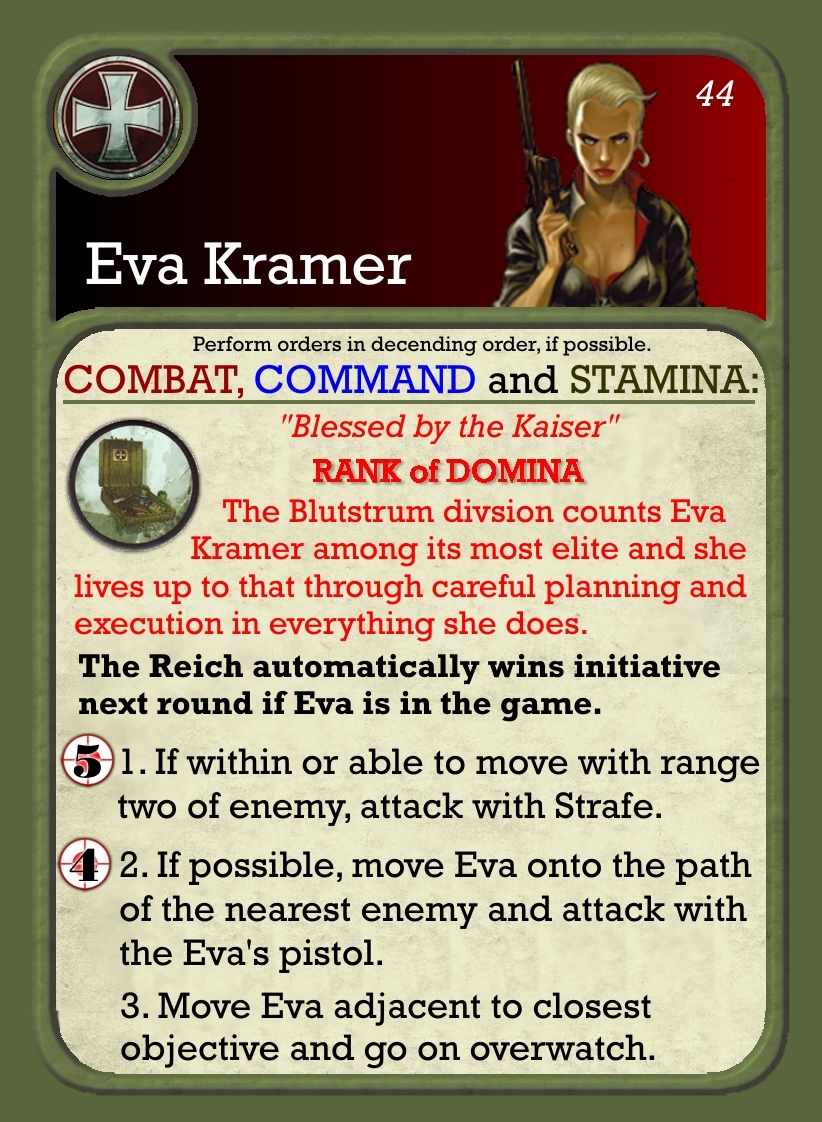 44
Eva Kramer
Perform orders in decending order, if possible.
COMBAT, COMMAND and STAMINA:
"Blessed by the Kaiser"
RANK of DOMINA
The Blutstrum divsion counts Eva
Kramer among its most elite and she
lives up to that through careful planning and
execution in everything she does.
The Reich automatically wins initiative
next round if Eva is in the game.
5 1. If within or able to move with range
two of enemy, attack with Strafe.
4 2. If possible, move Eva onto the path
of the nearest enemy and attack with
the Eva's pistol.
3. Move Eva adjacent to closest
objective and go on overwatch.